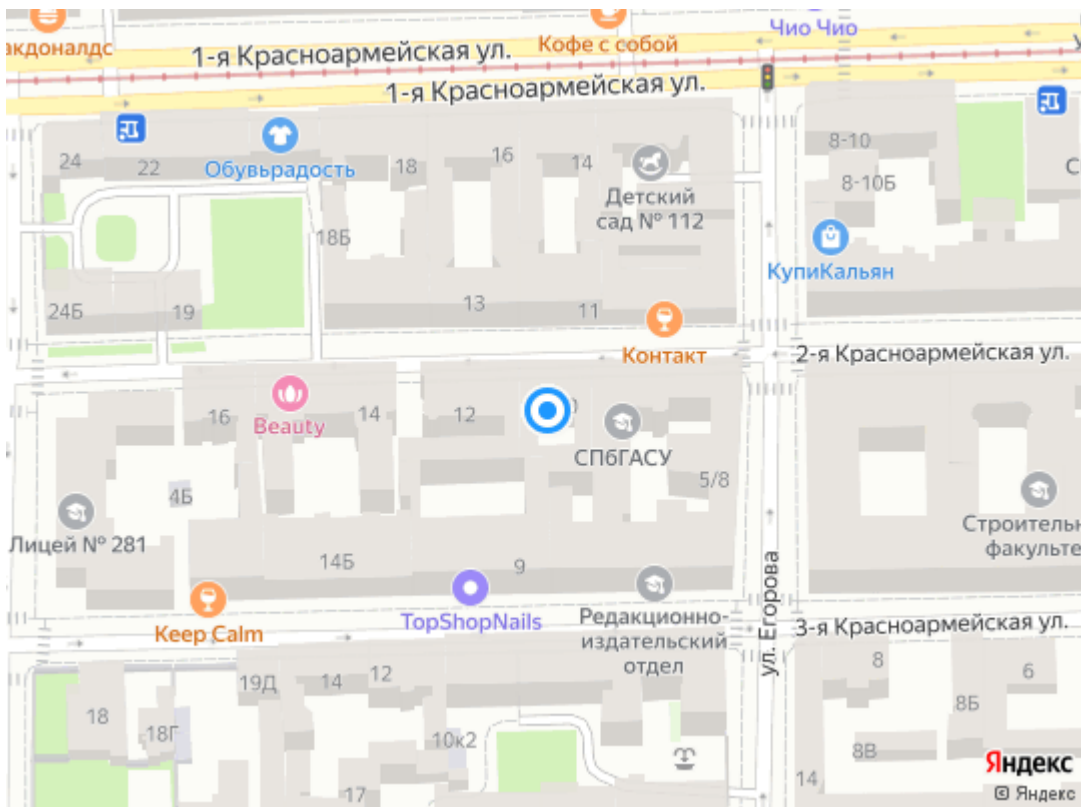 акдоналдс
Кофе с собой
Чио Чио
1-я Красноармейская ул.
1-я Красноармейская ул.
24
22
Обувьрадость
18
16
14
Детский
сад № 112
8-10
8-10Б
18Б
КупиКальян
24Б
19
13
11
Контакт
2-я Красноармейская ул.
16
Beauty
14
12
СПбГАСУ
5/8
4Б
Лицей № 281
Строительн
факульте
14Б
9
Keep Calm
TopShopNails
Редакционно-
издательский
отдел
ул. Егорова
3-я Красноармейская ул.
19Д
14
12
8
6
18
18Г
8Б
10к2
8В
17
14
Яндекс
© Яндекс